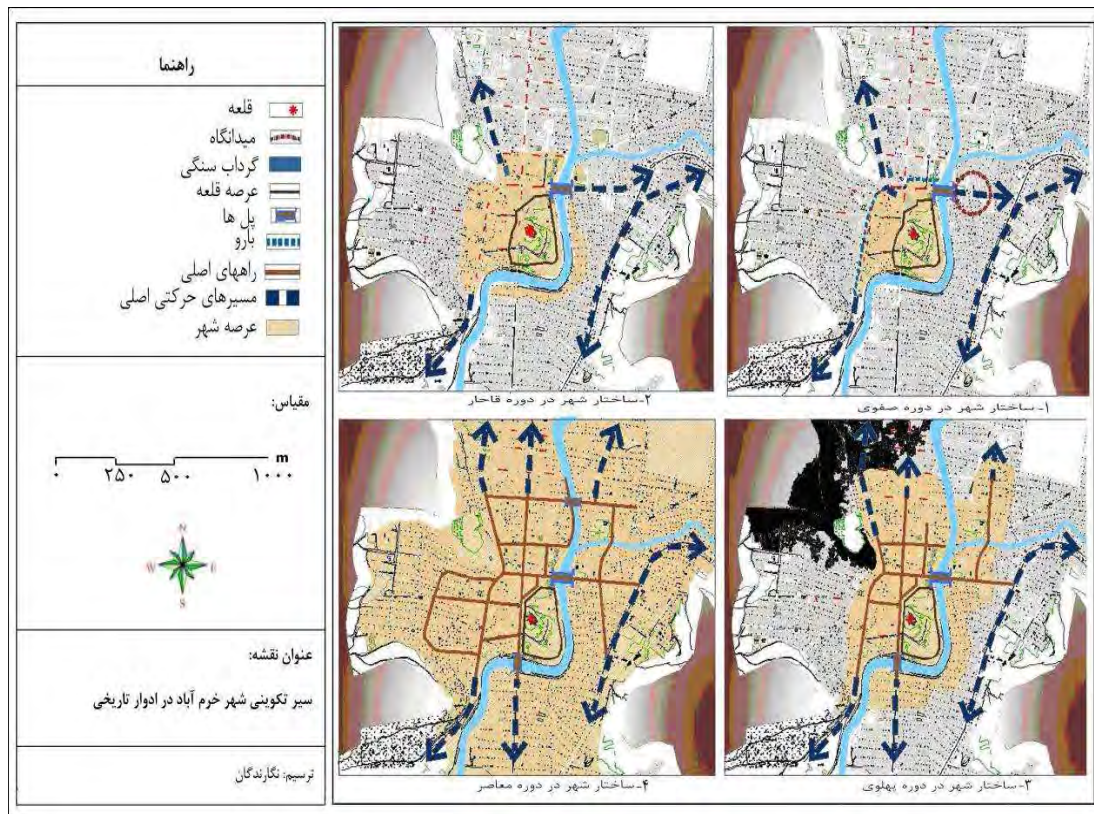 راهنما
قلعه
میدانگاه
گرداب سنگی
عرصه قلعه
پل ها
بارو
راههای اصلی
مسیرهای حرکتی اصلی
عرصه شهر
مقیاس:
m
۰ ۲۵۰ ۵۰۰ ۱۰۰۰
N
W E
S
عنوان نقشه:
سیر تکوینی شهر خرم آباد در ادوار تاریخی
ترسیم: نگارندگان
۱-ساختار شهر در دوره صفوی
۲-ساختار شهر در دوره قاجار
۳-ساختار شهر در دوره پهلوی
۴-ساختار شهر در دوره معاصر